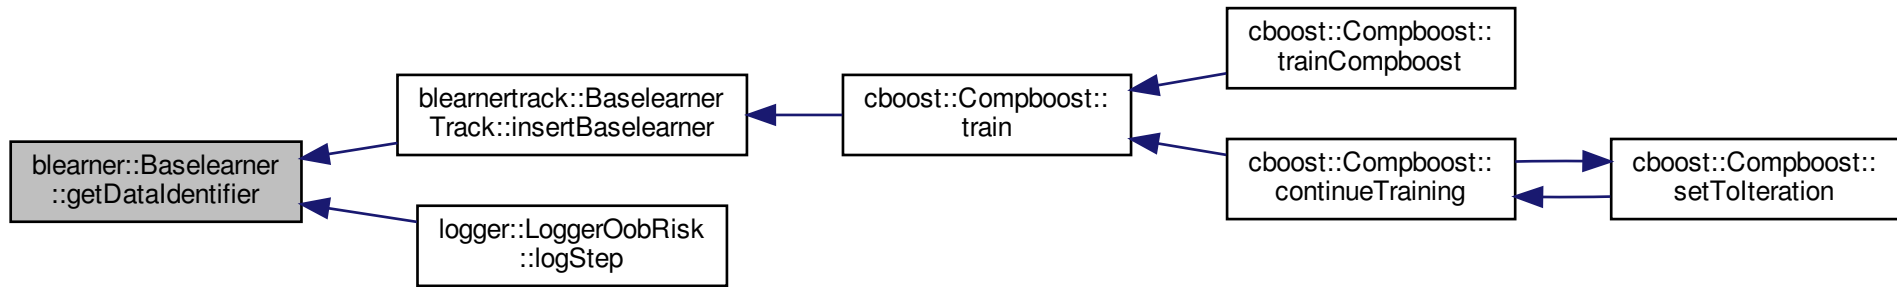 blearner::Baselearner
::getDataIdentifier
blearnertrack::Baselearner
Track::insertBaselearner
logger::LoggerOobRisk
::logStep
cboost::Compboost::
train
cboost::Compboost::
trainCompboost
cboost::Compboost::
continueTraining
cboost::Compboost::
setToIteration